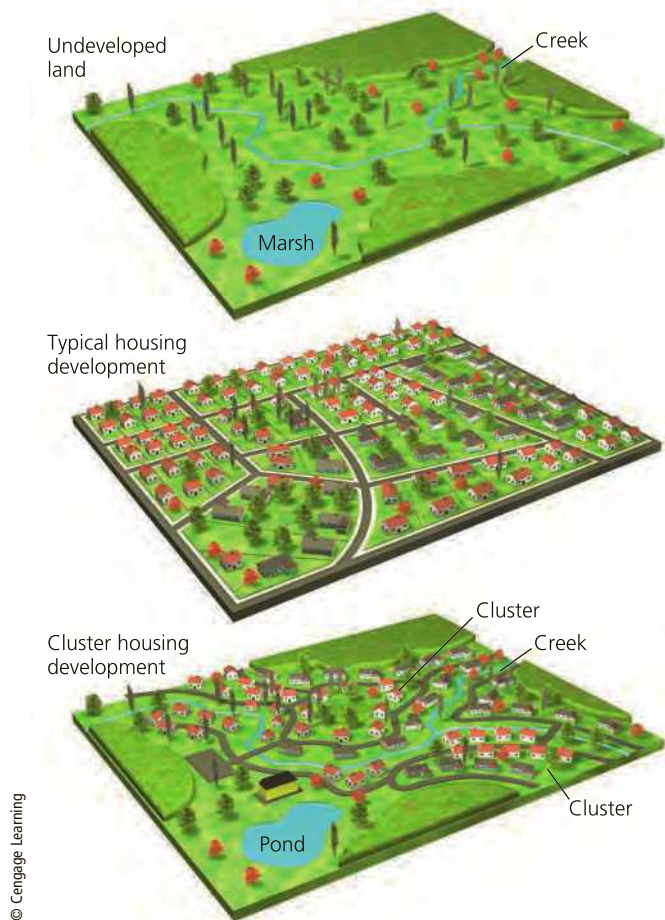 Undeveloped
land
Creek
Marsh
Typical housing
development
Cluster housing
development
Cluster
Creek
Cluster
Pond
© Cengage Learning